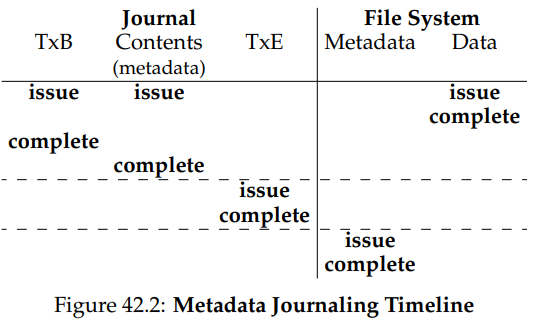 Journal File System
TxB Contents TxE Metadata Data
(metadata)
issue issue issue
complete
complete
complete
issue
complete
issue
complete
Figure 42.2: Metadata Journaling Timeline